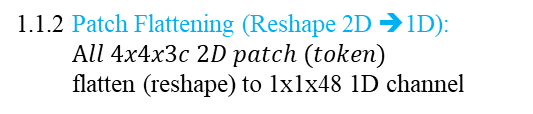 1.1.2 Patch Flattening (Reshape 2D ➔1D):
All 4x4x3c 2D patch (token)
flatten (reshape) to 1x1x48 1D channel